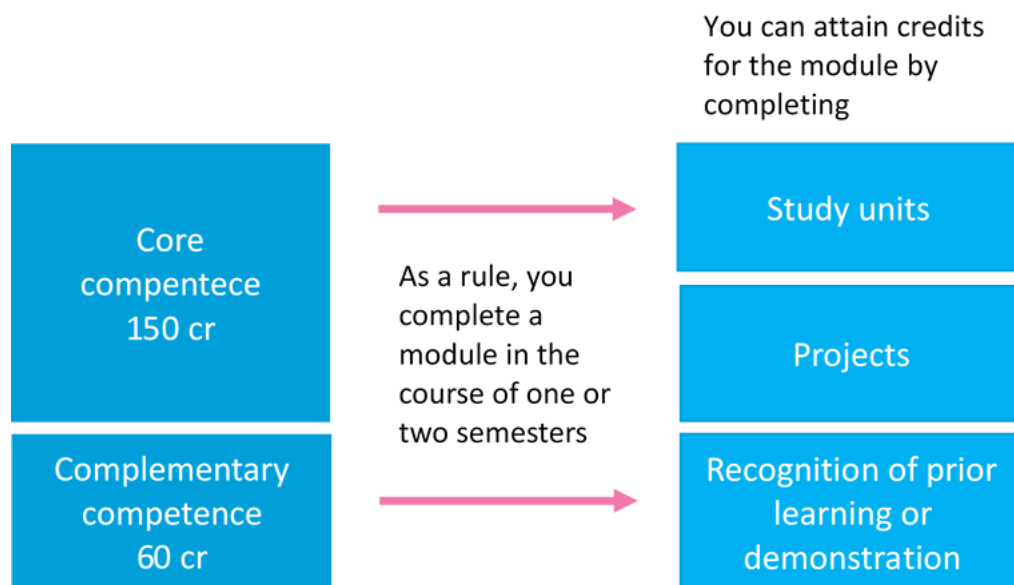 You can attain credits
for the module by
completing
Core
compentece
150 cr
Complementary
competence
60 cr
As a rule, you
complete a
module in the
course of one or
two semesters
Study units
Projects
Recognition of prior
learning or
demonstration